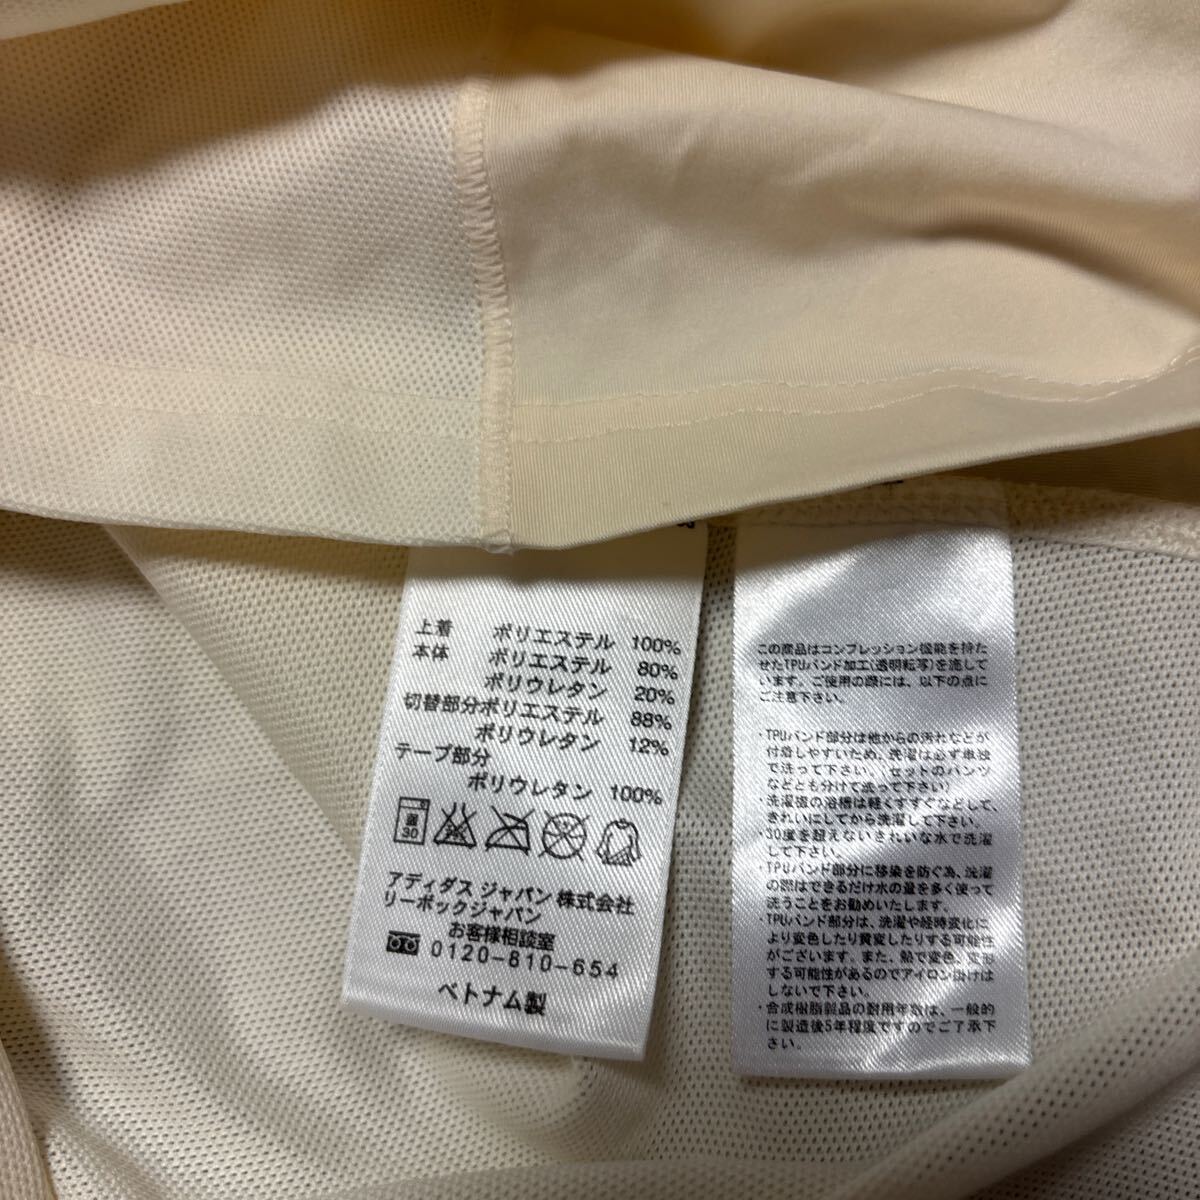 上着 ポリエステル 100%
本体 ポリエステル 80%
ポリウレタン 20%
切替部分ポリエステル 88%
ポリウレタン 12%
テープ部分
ポリウレタン 100%
30
アディダス ジャパン 株式会社
リーボックジャパン
お客様相談室
0120-810-654
ベトナム製
この商品はコンプレッション機能を持た
せたTPUバンド加工(透明転写)を施して
います。ご使用の際には、以下の点に
ご注意下さい。
・TPUバンド部分は他からの汚れなどが
付着しやすいため、洗濯は必ず単独
で洗って下さい。セットのパンツ
などとも分けて洗って下さい)
・洗濯機の浴槽は軽くすすぐなどして、
きれいにしてから洗濯して下さい。
・30度を超えないきれいな水で洗濯
して下さい。
・TPUバンド部分に移染を防ぐ為、洗濯
の際はできるだけ水の量を多く使って
洗うことをお勧めいたします。
・TPUバンド部分は、洗濯や経時変化に
より変色したり黄変したりする可能性
がございます。また、熱で変色、変形
する可能性があるのでアイロン掛けは
しないで下さい。
・合成樹脂製品の耐用年数は、一般的
に製造後5年程度ですのでご了承下
さい。